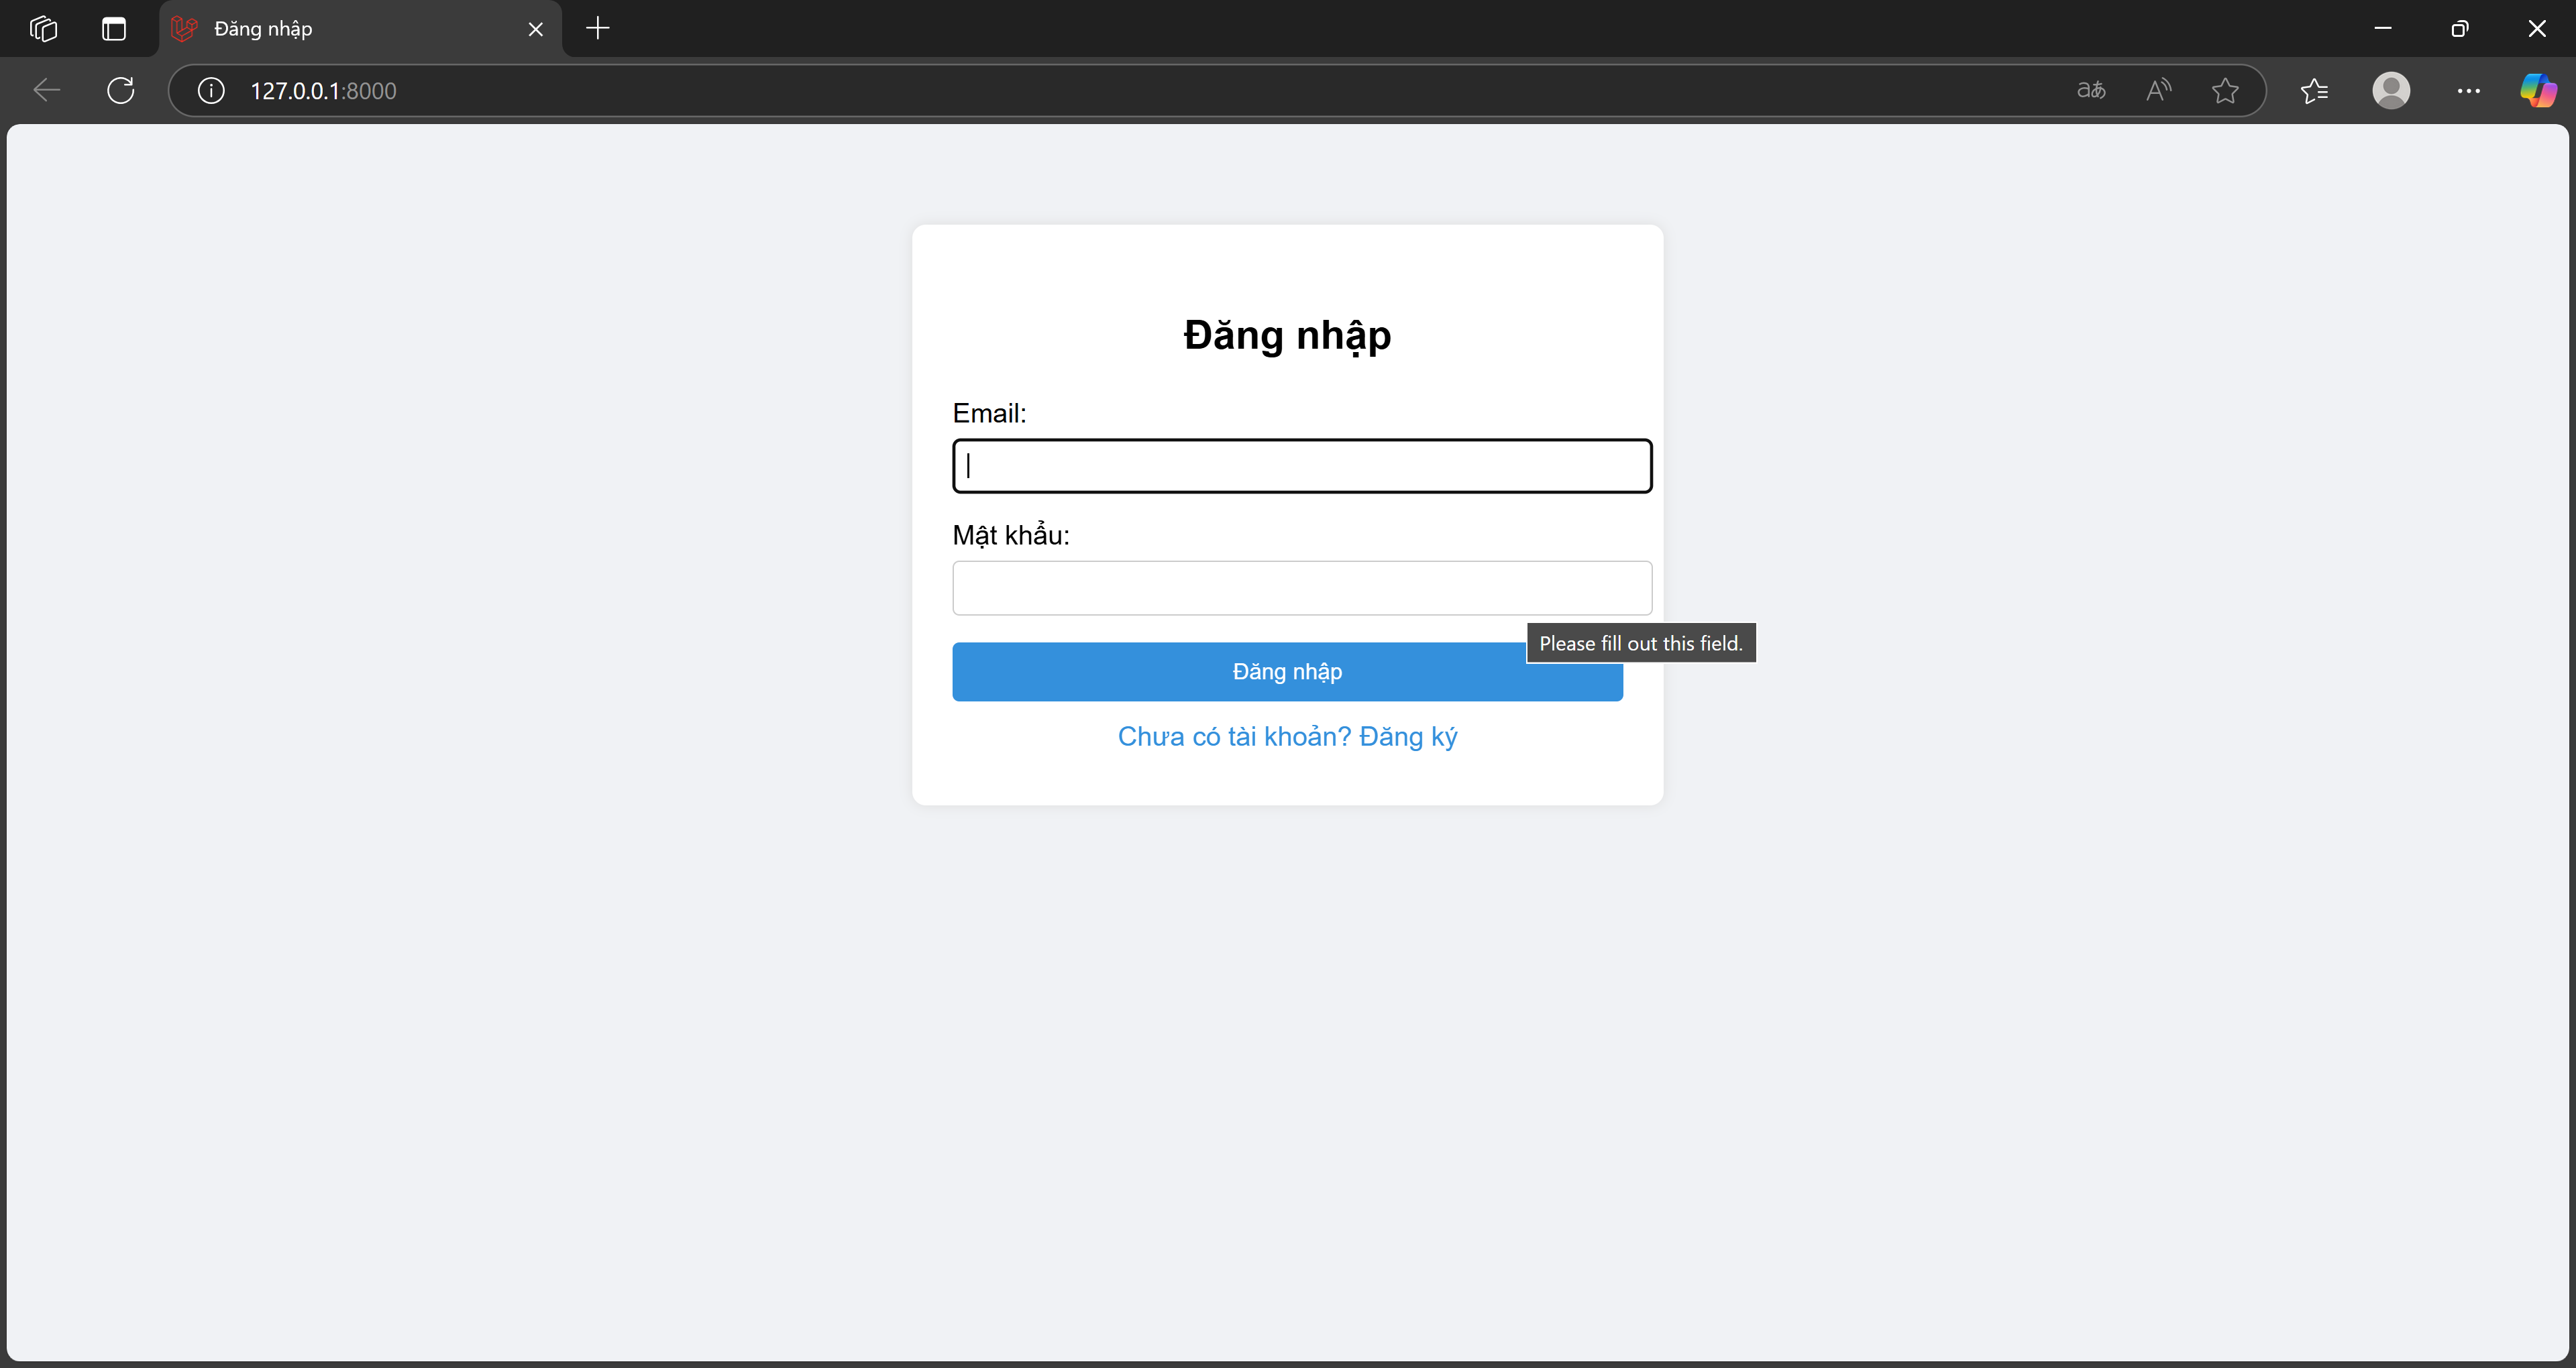 Đăng nhập
127.0.0.1:8000
Đăng nhập
Email:
Mật khẩu:
Please fill out this field.
Đăng nhập
Chưa có tài khoản? Đăng ký